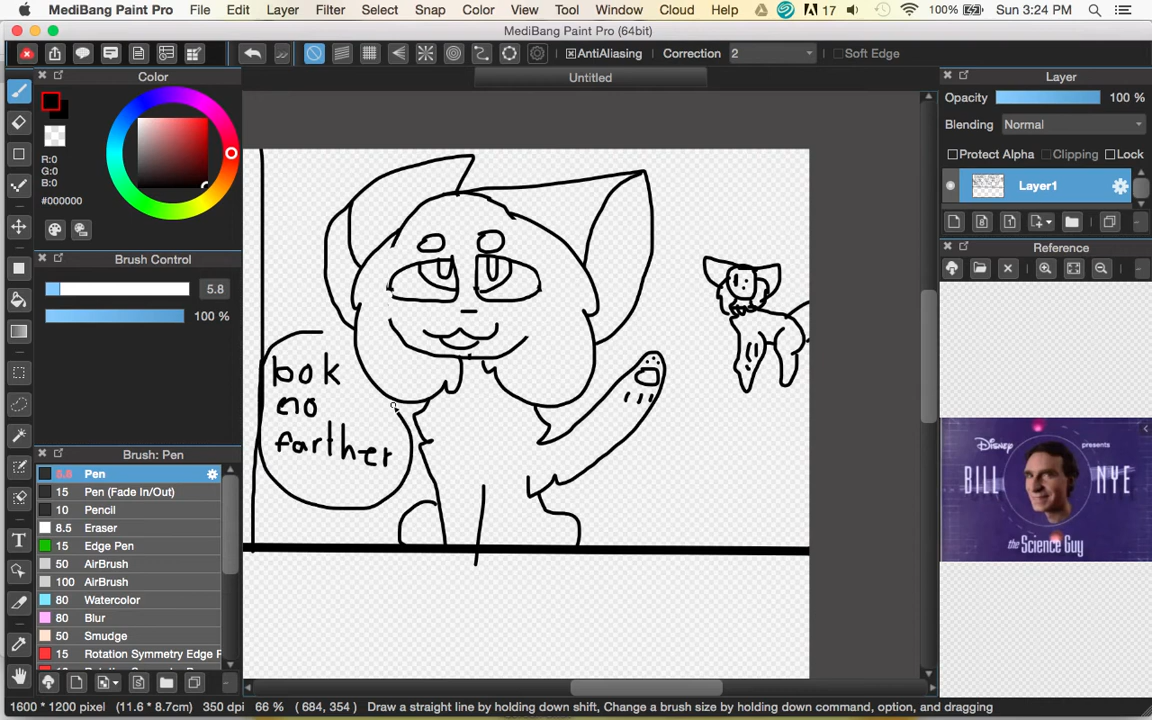 MediBang Paint Pro File Edit Layer Filter Select Snap Color View Tool Window Cloud Help 17 100% Sun 3:24 PM
MediBang Paint Pro (64bit)
AntiAliasing Correction 2 Soft Edge
Untitled
Color
R:0
G:0
B:0
#000000
Brush Control
5.8
100 %
Brush: Pen
5.8 Pen
15 Pen (Fade In/Out)
10 Pencil
8.5 Eraser
15 Edge Pen
50 AirBrush
100 AirBrush
80 Watercolor
80 Blur
50 Smudge
15 Rotation Symmetry Edge P
look
no
farther
Layer
Opacity 100 %
Blending Normal
Protect Alpha Clipping Lock
Layer1
Reference
DISNEY presents
BILL NYE
the Science Guy
1600 * 1200 pixel (11.6 * 8.7cm) 350 dpi 66 % (684, 354) Draw a straight line by holding down shift, Change a brush size by holding down command, option, and dragging